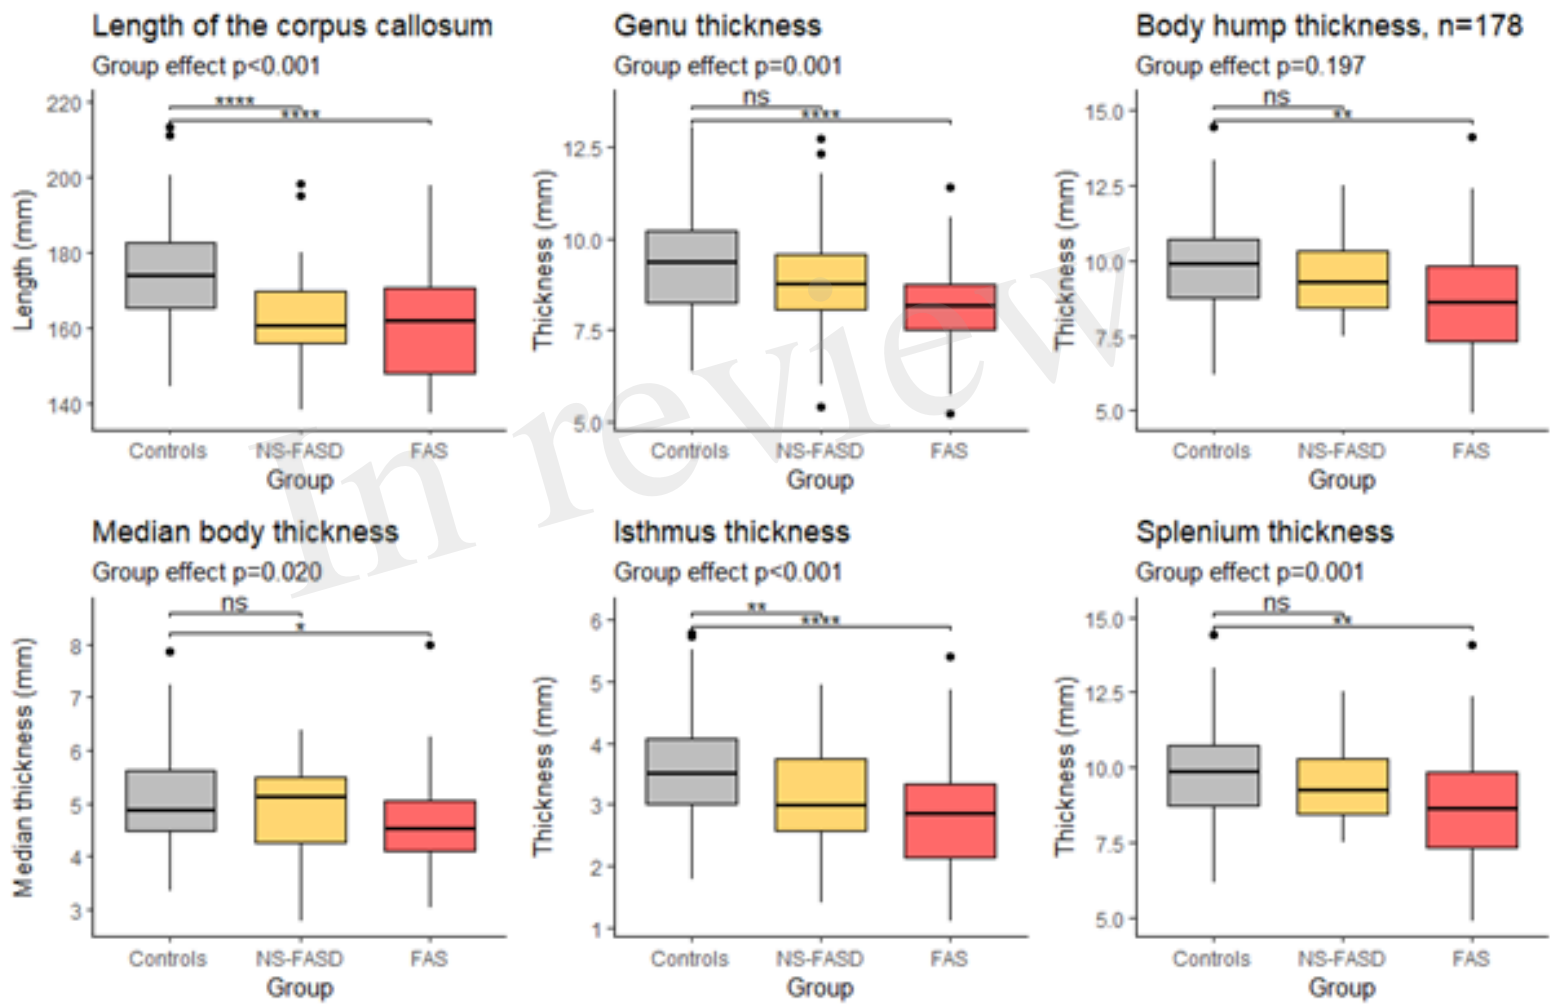 Length of the corpus callosum
Group effect p<0.001
****
****
220
200
180
160
140
Length (mm)
Controls
NS-FASD
FAS
Group
Genu thickness
Group effect p=0.001
ns
****
12.5
10.0
7.5
5.0
Thickness (mm)
Controls
NS-FASD
FAS
Group
Body hump thickness, n=178
Group effect p=0.197
ns
**
15.0
12.5
10.0
7.5
5.0
Thickness (mm)
Controls
NS-FASD
FAS
Group
In review
Median body thickness
Group effect p=0.020
ns
*
8
7
6
5
4
3
Median thickness (mm)
Controls
NS-FASD
FAS
Group
Isthmus thickness
Group effect p<0.001
**
****
6
5
4
3
2
1
Thickness (mm)
Controls
NS-FASD
FAS
Group
Splenium thickness
Group effect p=0.001
ns
**
15.0
12.5
10.0
7.5
5.0
Thickness (mm)
Controls
NS-FASD
FAS
Group